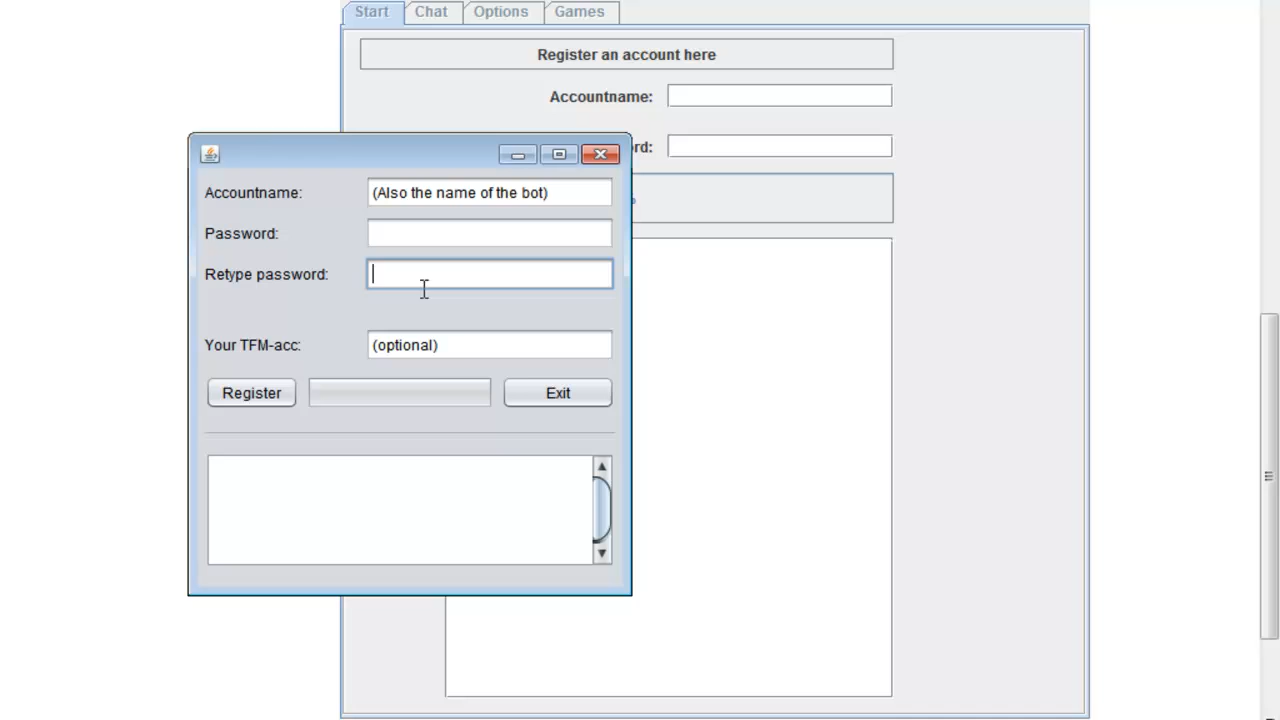 Start Chat Options Games
Register an account here
Accountname:
rd:
Accountname: (Also the name of the bot)
Password:
Retype password:
Your TFM-acc: (optional)
Register Exit